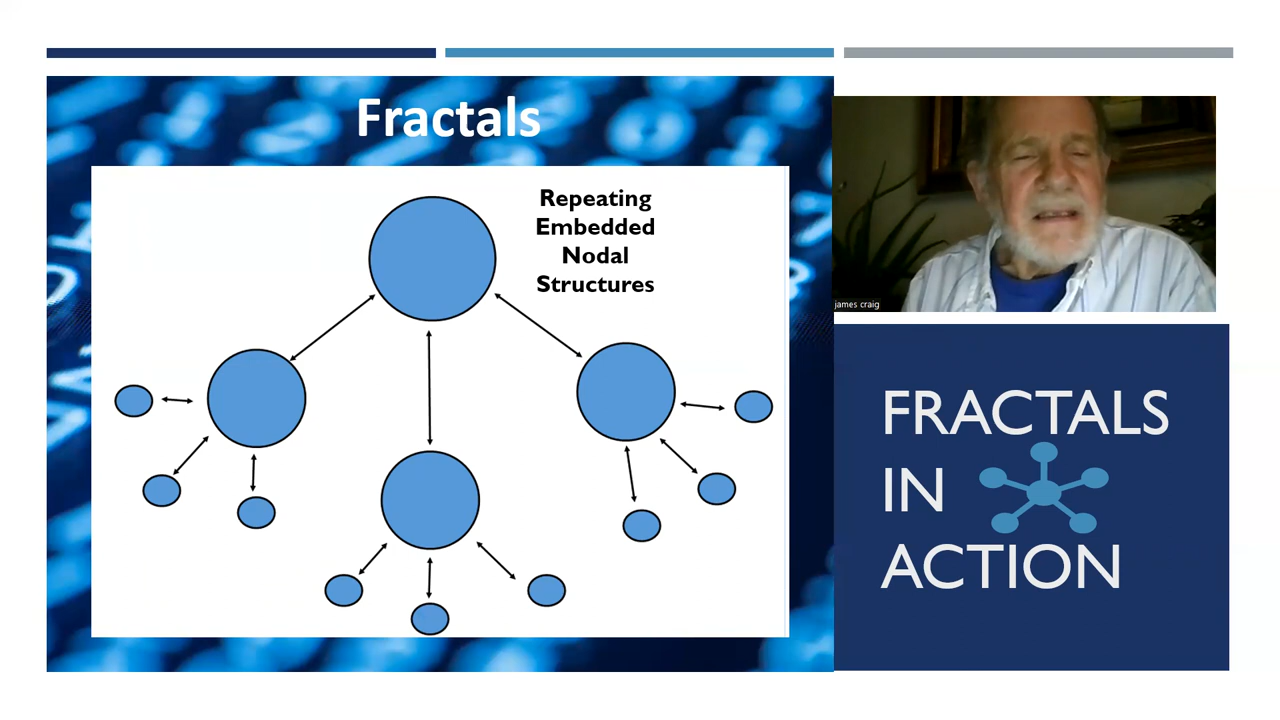 Fractals
Repeating
Embedded
Nodal
Structures
james craig
FRACTALS
IN
ACTION